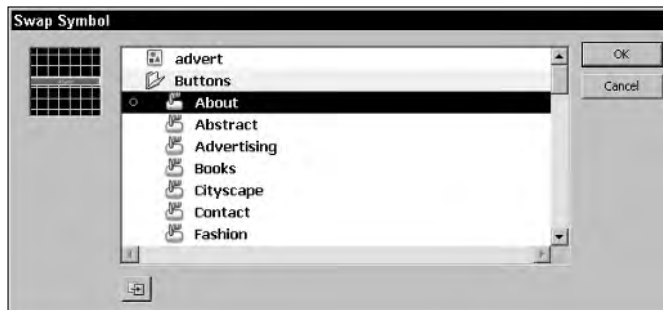 Swap Symbol
advert
Buttons
About
Abstract
Advertising
Books
Cityscape
Contact
Fashion
OK
Cancel